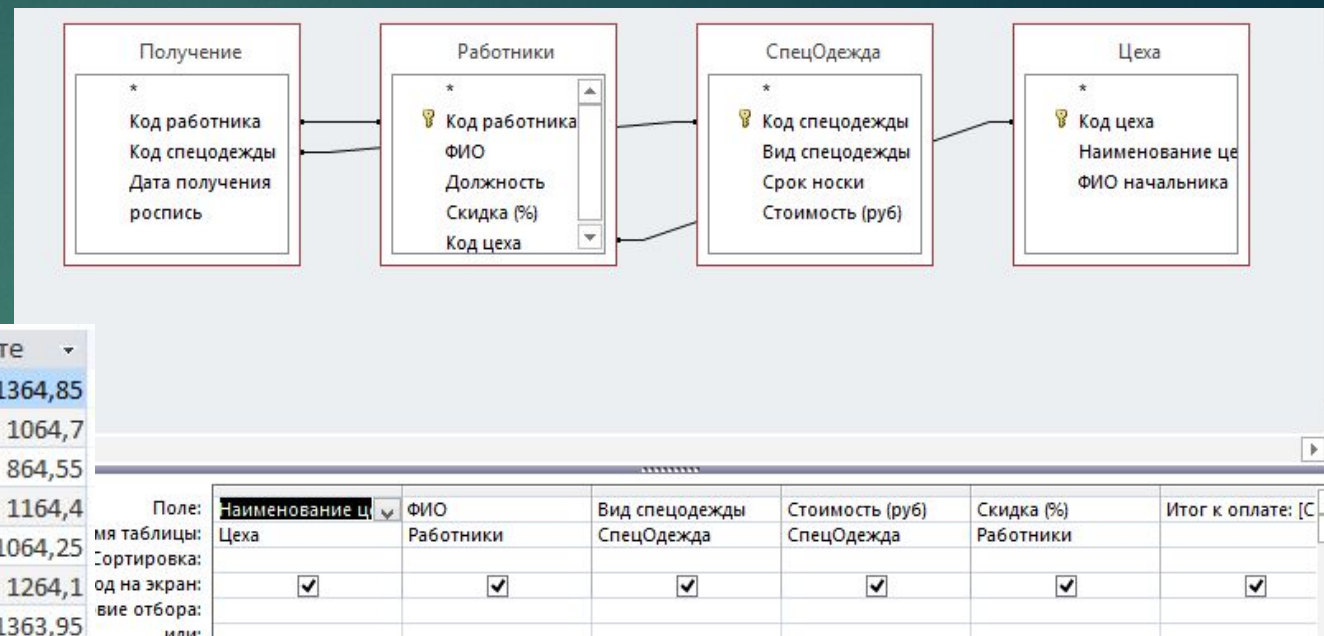 Получение
*
Код работника
Код спецодежды
Дата получения
роспись
Работники
*
Код работника
ФИО
Должность
Скидка (%)
Код цеха
СпецОдежда
*
Код спецодежды
Вид спецодежды
Срок носки
Стоимость (руб)
Цеха
*
Код цеха
Наименование це
ФИО начальника
те
1364,85
1064,7
864,55
1164,4
1064,25
1264,1
1363,95
Поле: Наименование ц ФИО Вид спецодежды Стоимость (руб) Скидка (%) Итог к оплате: [С
мя таблицы: Цеха Работники СпецОдежда СпецОдежда Работники
Сортировка:
од на экран:
вие отбора:
или: